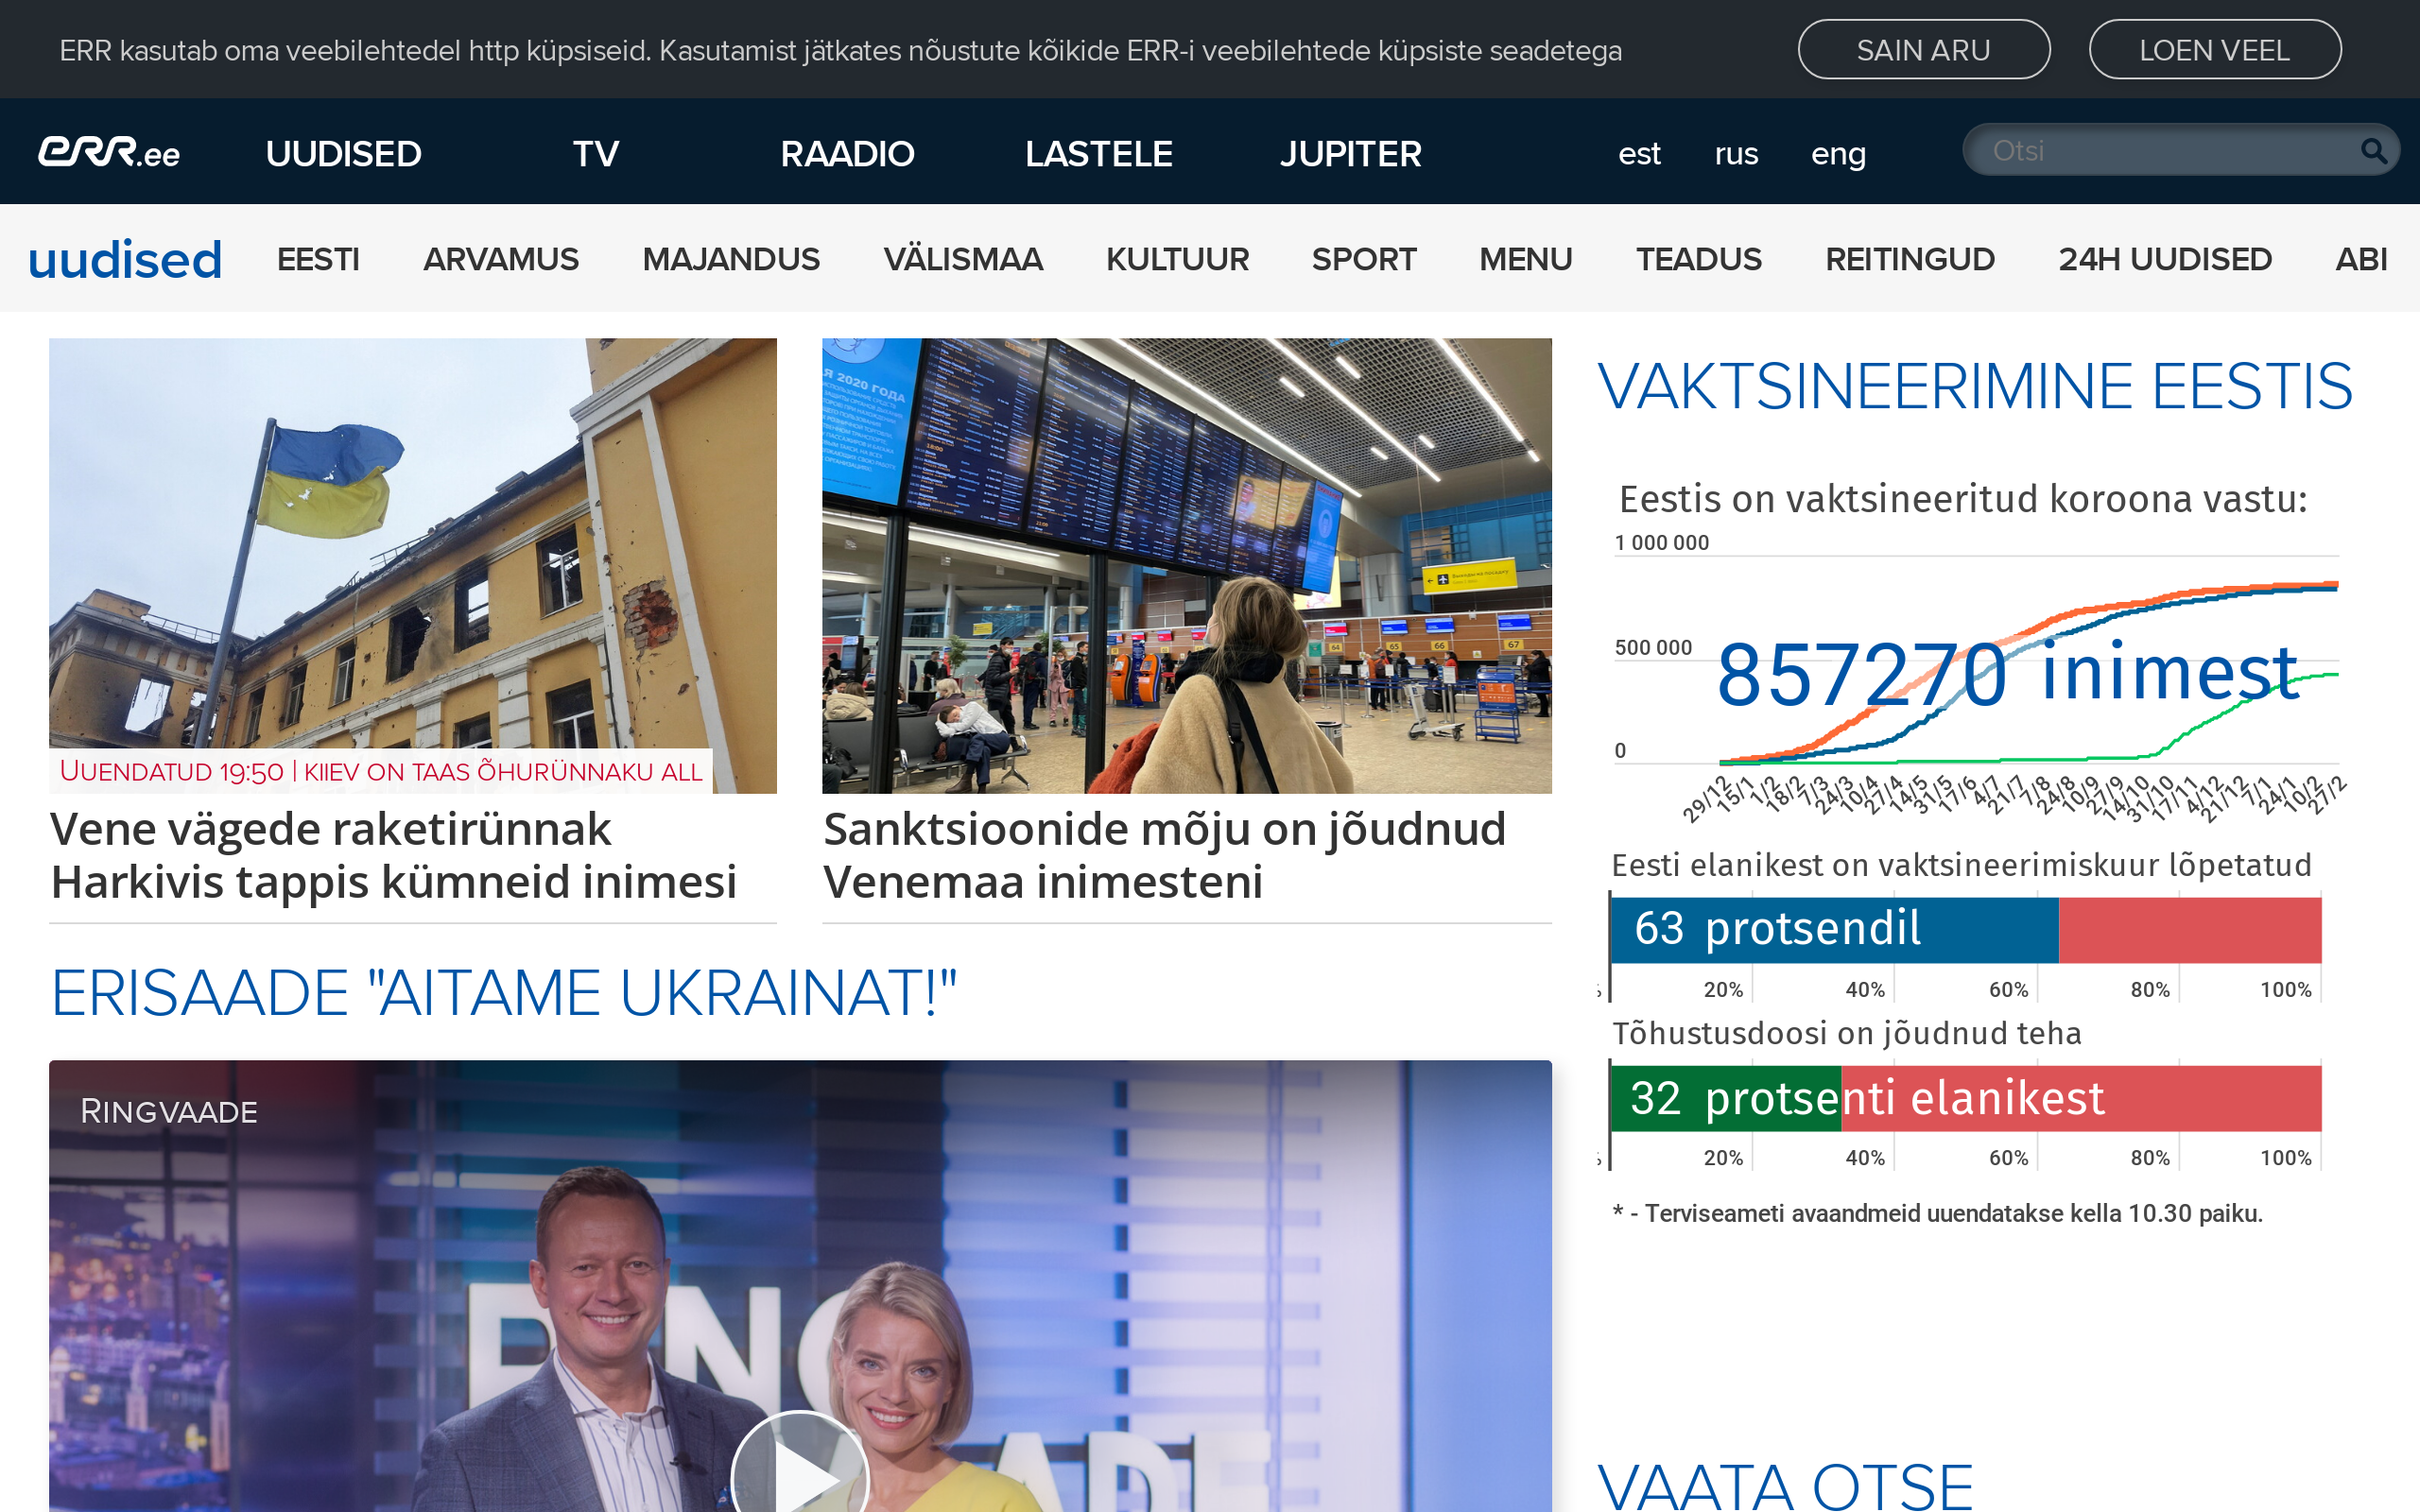 ERR kasutab oma veebilehtedel http küpsiseid. Kasutamist jätkates nõustute kõikide ERR-i veebilehtede küpsiste seadetega
SAIN ARU
LOEN VEEL
err.ee
UUDISED
TV
RAADIO
LASTELE
JUPITER
est
rus
eng
Otsi
uudised
EESTI
ARVAMUS
MAJANDUS
VÄLISMAA
KULTUUR
SPORT
MENU
TEADUS
REITINGUD
24H UUDISED
ABI
Я 2020 ГОДА
64
65
66
67
UUENDATUD 19:50 | KIIEV ON TAAS ÕHURÜNNAKU ALL
Vene vägede raketirünnak
Harkivis tappis kümneid inimesi
Sanktsioonide mõju on jõudnud
Venemaa inimesteni
ERISAADE "AITAME UKRAINAT!"
RINGVAADE
VAKTSINEERIMINE EESTIS
Eestis on vaktsineeritud koroona vastu:
1 000 000
500 000
857270 inimest
0
29/12
15/1
1/2
18/2
7/3
24/3
10/4
27/4
14/5
31/5
17/6
4/7
21/7
7/8
24/8
10/9
27/9
14/10
31/10
17/11
4/12
21/12
7/1
24/1
10/2
27/2
Eesti elanikest on vaktsineerimiskuur lõpetatud
63 protsendil
20%
40%
60%
80%
100%
Tõhustusdoosi on jõudnud teha
32 protsenti elanikest
20%
40%
60%
80%
100%
* - Terviseameti avaandmeid uuendatakse kella 10.30 paiku.
VAATA OTSE